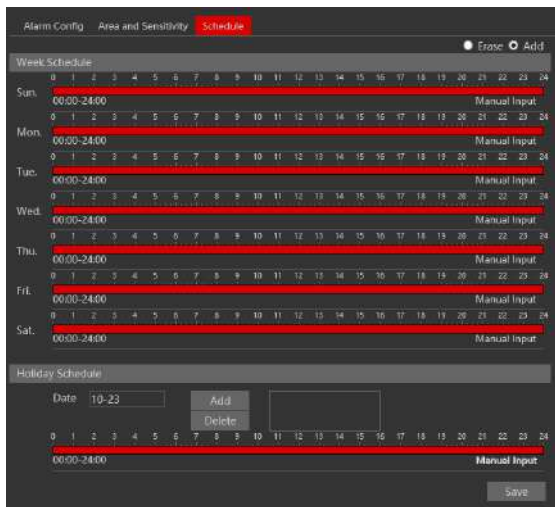 Alarm Config Area and Sensitivity Schedule
Erase Add
Week Schedule
0 1 2 3 4 5 6 7 8 9 10 11 12 13 14 15 16 17 18 19 20 21 22 23 24
Sun.
00:00-24:00 Manual Input
0 1 2 3 4 5 6 7 8 9 10 11 12 13 14 15 16 17 18 19 20 21 22 23 24
Mon.
00:00-24:00 Manual Input
0 1 2 3 4 5 6 7 8 9 10 11 12 13 14 15 16 17 18 19 20 21 22 23 24
Tue.
00:00-24:00 Manual Input
0 1 2 3 4 5 6 7 8 9 10 11 12 13 14 15 16 17 18 19 20 21 22 23 24
Wed.
00:00-24:00 Manual Input
0 1 2 3 4 5 6 7 8 9 10 11 12 13 14 15 16 17 18 19 20 21 22 23 24
Thu.
00:00-24:00 Manual Input
0 1 2 3 4 5 6 7 8 9 10 11 12 13 14 15 16 17 18 19 20 21 22 23 24
Fri.
00:00-24:00 Manual Input
0 1 2 3 4 5 6 7 8 9 10 11 12 13 14 15 16 17 18 19 20 21 22 23 24
Sat.
00:00-24:00 Manual Input
Holiday Schedule
Date 10-23 Add
Delete
0 1 2 3 4 5 6 7 8 9 10 11 12 13 14 15 16 17 18 19 20 21 22 23 24
00:00-24:00 Manual Input
Save